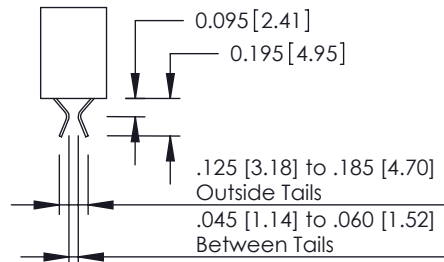 0.095[2.41]
0.195[4.95]
.125 [3.18] to .185 [4.70]
Outside Tails
.045 [1.14] to .060 [1.52]
Between Tails